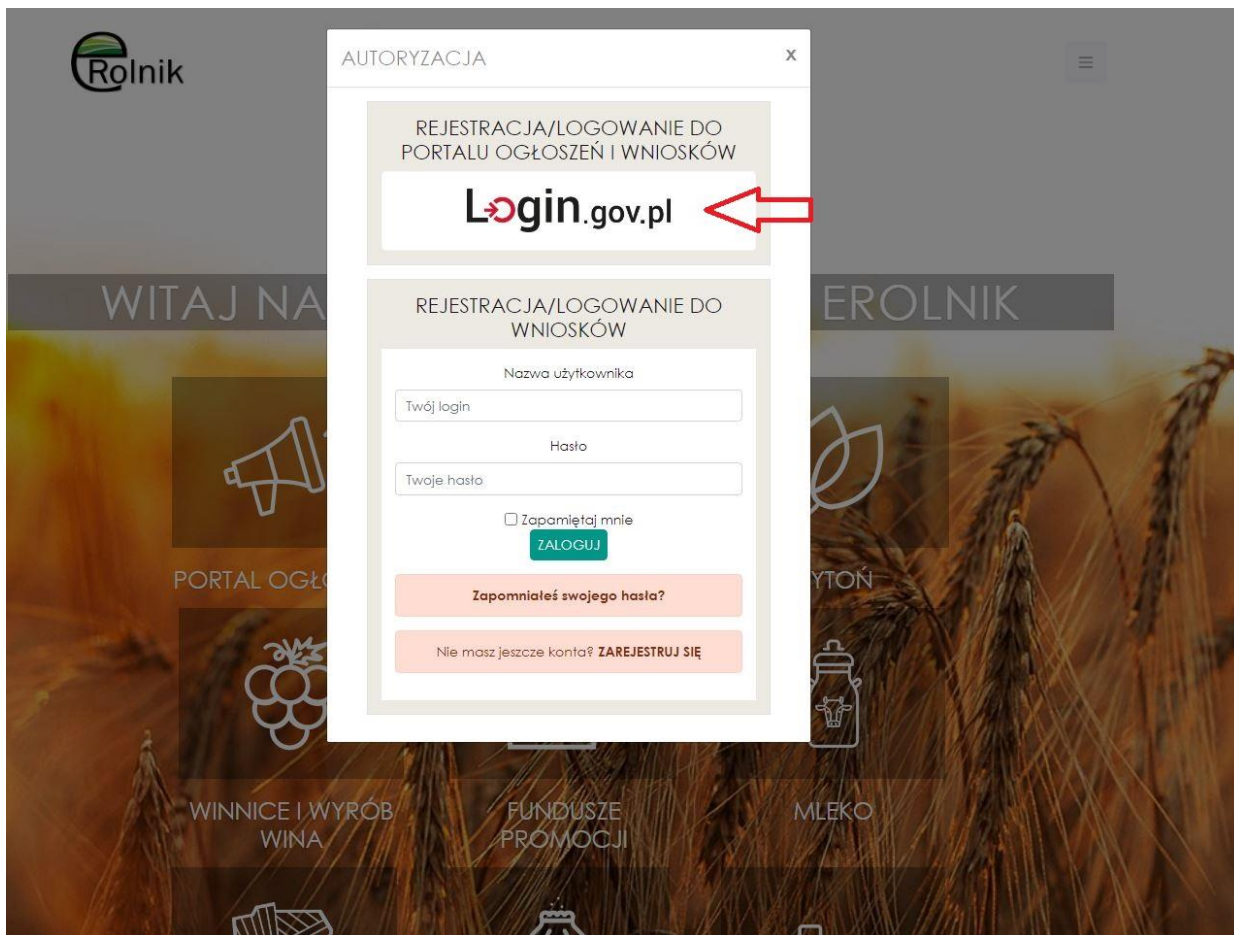 eRolnik
AUTORYZACJA
X
REJESTRACJA/LOGOWANIE DO
PORTALU OGŁOSZEŃ I WNIOSKÓW
Login.gov.pl
WITAJ NA
EROLNIK
REJESTRACJA/LOGOWANIE DO
WNIOSKÓW
Nazwa użytkownika
Twój login
Hasło
Twoje hasło
Zapamiętaj mnie
ZALOGUJ
PORTAL
Zapomniałeś swojego hasła?
Nie masz jeszcze konta? ZAREJESTRUJ SIĘ
WINNICE I WYRÓB
WINA
FUNDUSZE
PROMOCJI
MLEKO